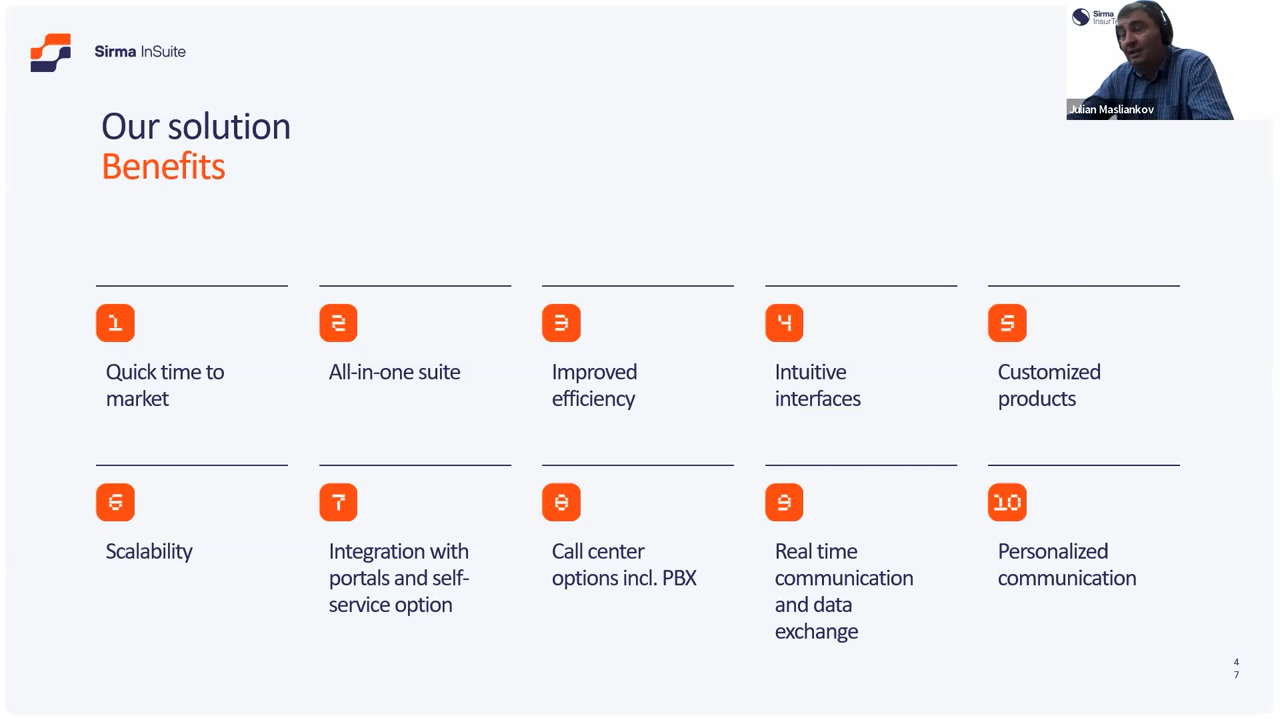 Sirma InSuite
Sirma
Julian Masliankov
Our solution
Benefits
1
Quick time to
market
2
All-in-one suite
3
Improved
efficiency
4
Intuitive
interfaces
5
Customized
products
6
Scalability
7
Integration with
portals and self-
service option
8
Call center
options incl. PBX
9
Real time
communication
and data
exchange
10
Personalized
communication
4
7